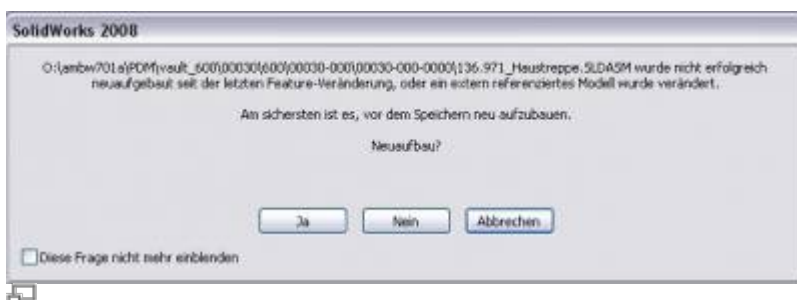 SolidWorks 2008
O:\ambw701a\PDM\vault_600\00030\600\00030-000\00030-000-0000\136.971_Haustreppe.SLDASM wurde nicht erfolgreich
neuaufgebaut seit der letzten Feature-Veränderung, oder ein extern referenziertes Modell wurde verändert.
Am sichersten ist es, vor dem Speichern neu aufzubauen.
Neuaufbau?
Ja Nein Abbrechen
Diese Frage nicht mehr einblenden